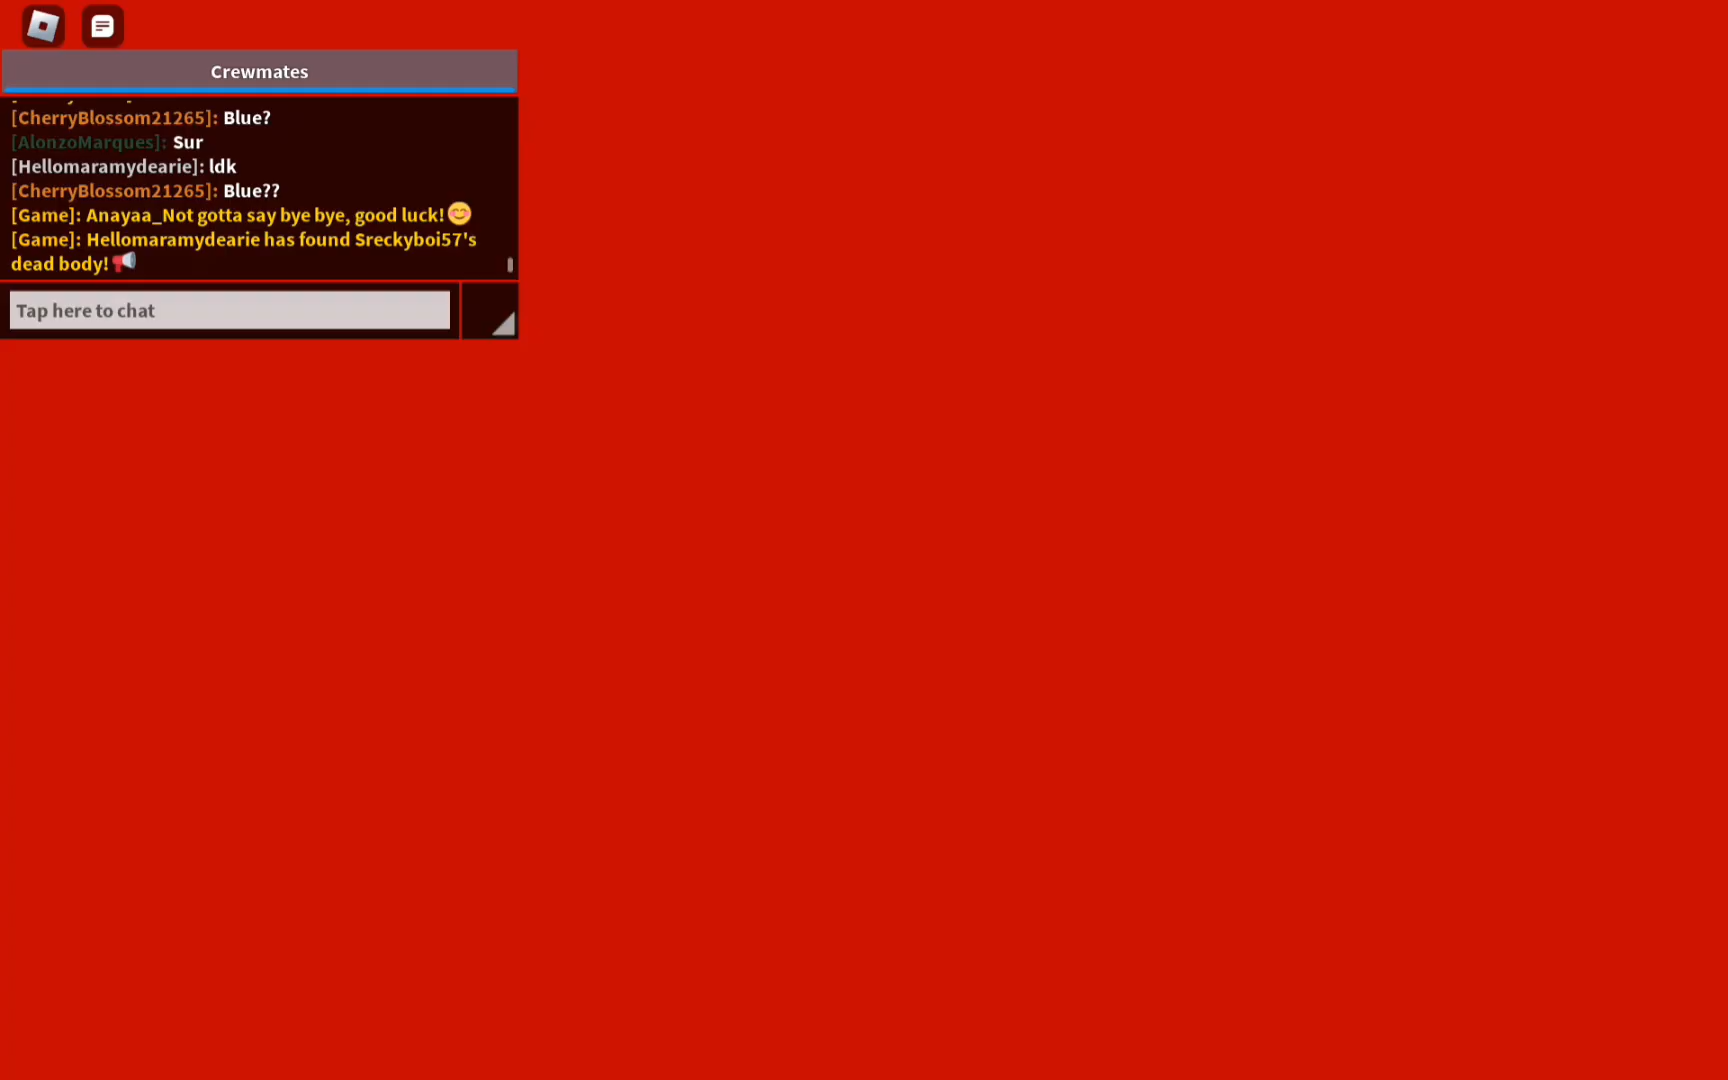 Crewmates
[CherryBlossom21265]: Blue?
[AlonzoMarques]: Sur
[Hellomaramydearie]: ldk
[CherryBlossom21265]: Blue??
[Game]: Anayaa_Not gotta say bye bye, good luck!😊
[Game]: Hellomaramydearie has found Sreckyboi57's
dead body!📢
Tap here to chat